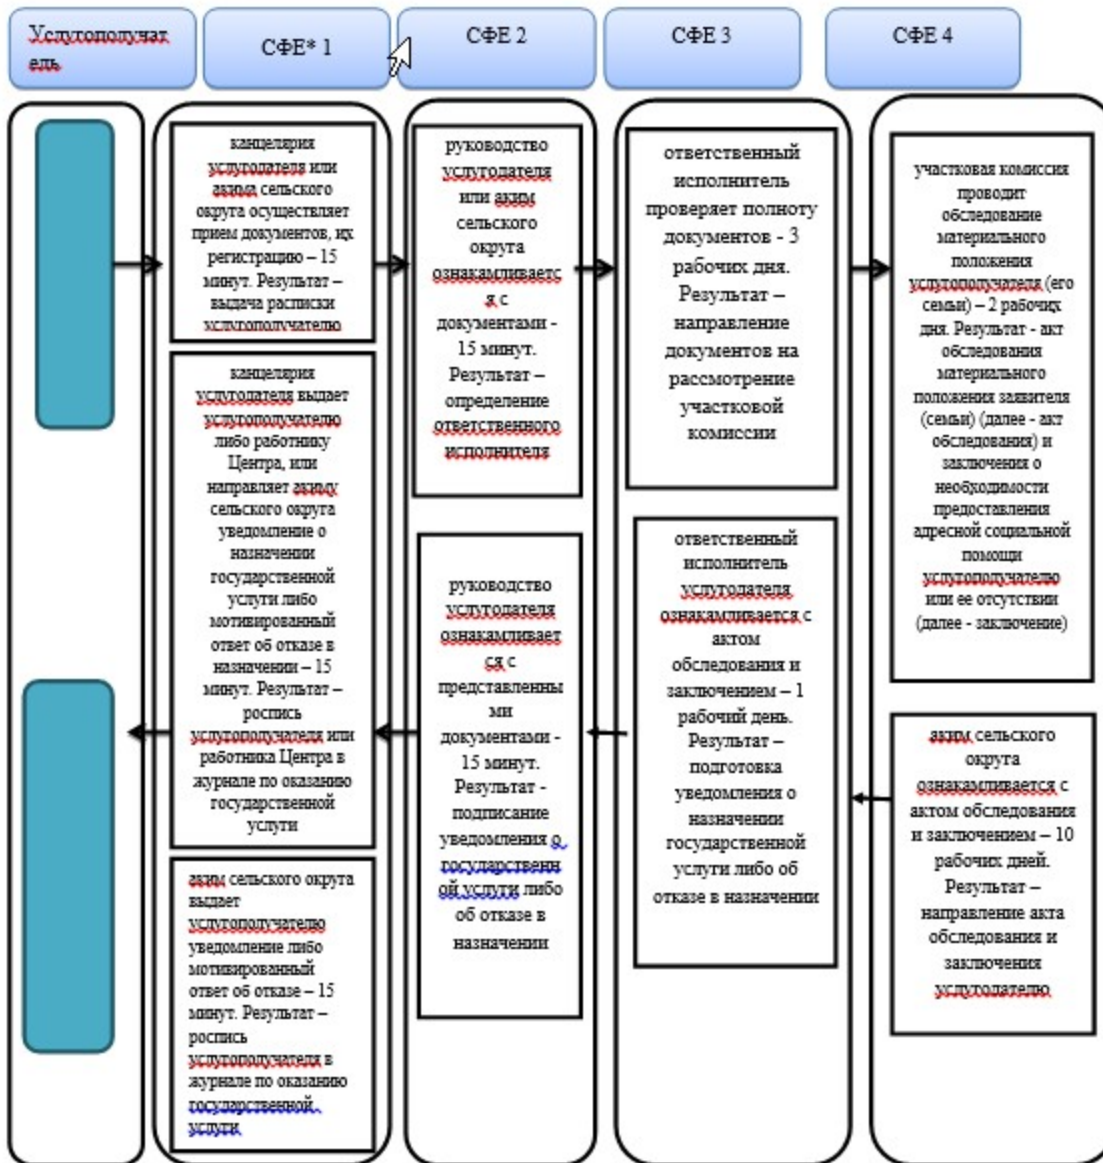 Услугополучат
ель
СФЕ* 1
СФЕ 2
СФЕ 3
СФЕ 4
канцелярия
услугодателя или
акима сельского
округа осуществляет
прием документов, их
регистрацию – 15
минут. Результат –
выдача расписки
услугополучателю
канцелярия
услугодателя выдает
услугополучателю
либо работнику
Центра, или
направляет акиму
сельского округа
уведомление о
назначении
государственной
услуги либо
мотивированный
ответ об отказе в
назначении – 15
минут. Результат –
роспись
услугополучателя или
работника Центра в
журнале по оказанию
государственной
услуги
аким сельского округа
выдает
услугополучателю
уведомление либо
мотивированный
ответ об отказе – 15
минут. Результат –
роспись
услугополучателя в
журнале по оказанию
государственной
услуги
руководство
услугодателя
или аким
сельского
округа
ознакамливаетс
я с
документами -
15 минут.
Результат –
определение
ответственного
исполнителя
руководство
услугодателя
ознакамливает
ся с
представленны
ми
документами -
15 минут.
Результат -
подписание
уведомления о
государственн
ой услуги либо
об отказе в
назначении
ответственный
исполнитель
проверяет полноту
документов - 3
рабочих дня.
Результат –
направление
документов на
рассмотрение
участковой
комиссии
ответственный
исполнитель
услугодателя
ознакамливается с
актом
обследования и
заключением – 1
рабочий день.
Результат –
подготовка
уведомления о
назначении
государственной
услуги либо об
отказе в назначении
участковая комиссия
проводит
обследование
материального
положения
услугополучателя (его
семьи) – 2 рабочих
дня. Результат - акт
обследования
материального
положения заявителя
(семьи) (далее - акт
обследования) и
заключения о
необходимости
предоставления
адресной социальной
помощи
услугополучателю
или ее отсутствии
(далее - заключение)
аким сельского
округа
ознакамливается с
актом обследования
и заключением – 10
рабочих дней.
Результат –
направление акта
обследования и
заключения
услугодателю